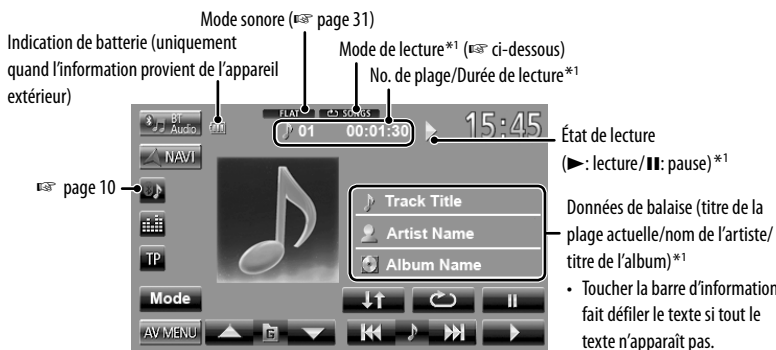 Mode sonore (☞ page 31)
Indication de batterie (uniquement
quand l'information provient de l'appareil
extérieur)
Mode de lecture*1 (☞ ci-dessous)
No. de plage/Durée de lecture*1
BT
Audio
FLAT
SONGS
01 00:01:30
15:45
NAVI
☞ page 10
TP
Mode
AV MENU
Track Title
Artist Name
Album Name
État de lecture
(►: lecture/❙❙: pause)*1
Données de balaise (titre de la
plage actuelle/nom de l'artiste/
titre de l'album)*1
• Toucher la barre d'information
fait défiler le texte si tout le
texte n'apparaît pas.